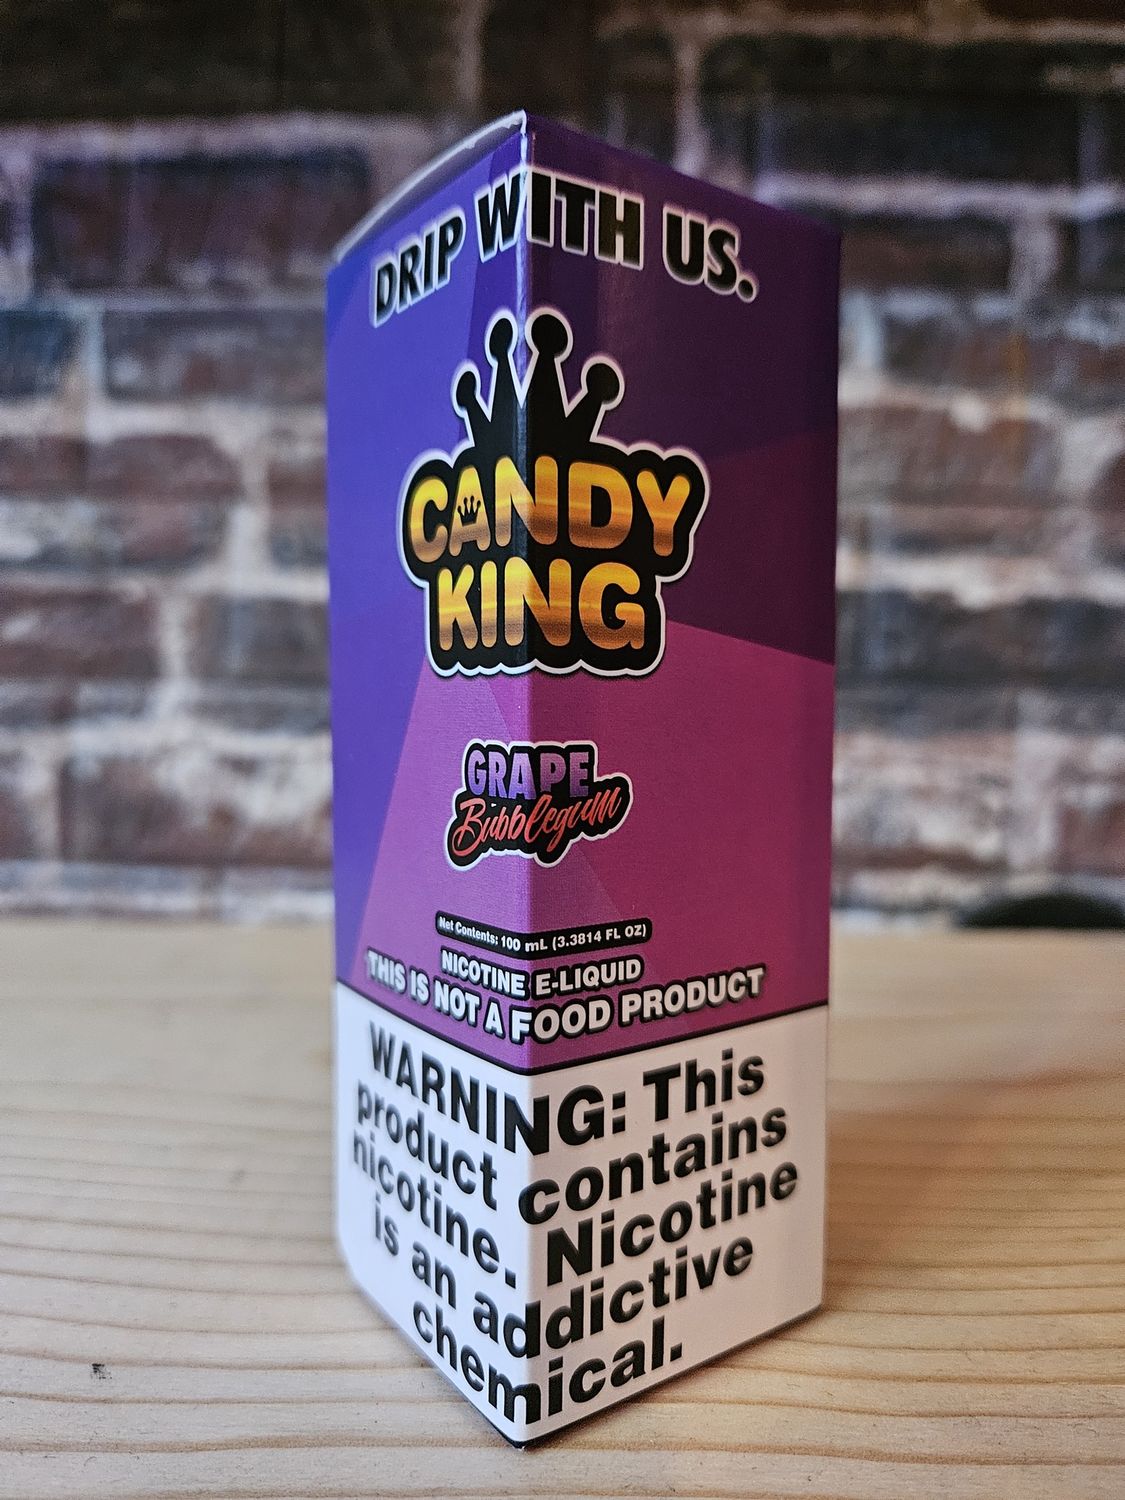 DRIP WITH US.
CANDY
KING
GRAPE
Bubblegum
Net Contents: 100 mL (3.3814 FL OZ)
NICOTINE E-LIQUID
THIS IS NOT A FOOD PRODUCT
WARNING: This
product contains
nicotine. Nicotine
is an addictive
chemical.